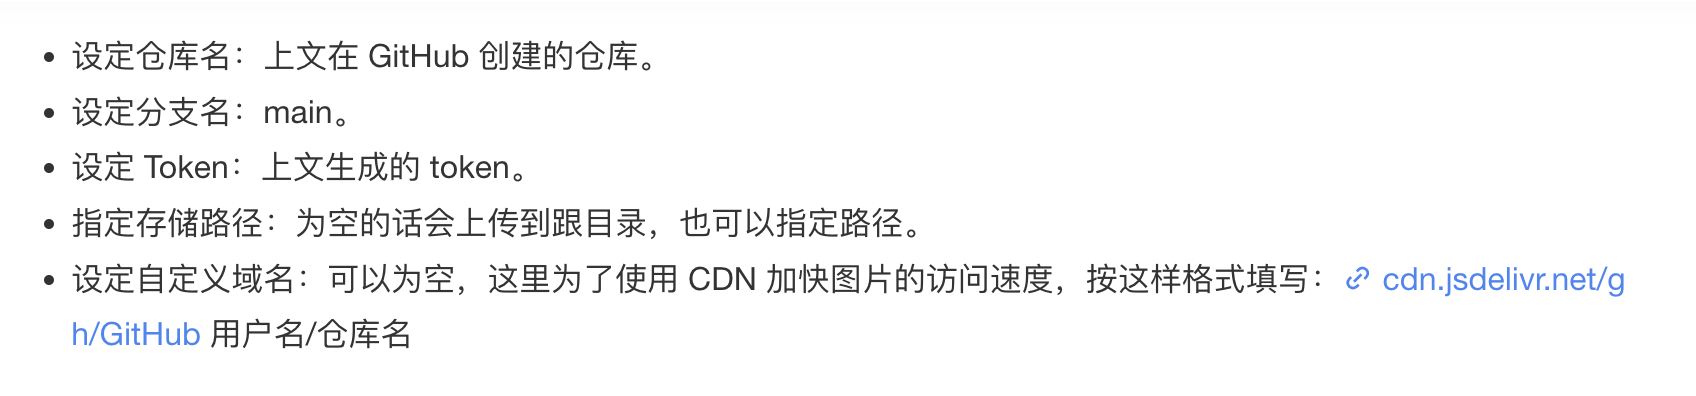 • 设定仓库名：上文在 GitHub 创建的仓库。
• 设定分支名：main。
• 设定 Token：上文生成的 token。
• 指定存储路径：为空的话会上传到跟目录，也可以指定路径。
• 设定自定义域名：可以为空，这里为了使用 CDN 加快图片的访问速度，按这样格式填写： cdn.jsdelivr.net/g
h/GitHub 用户名/仓库名